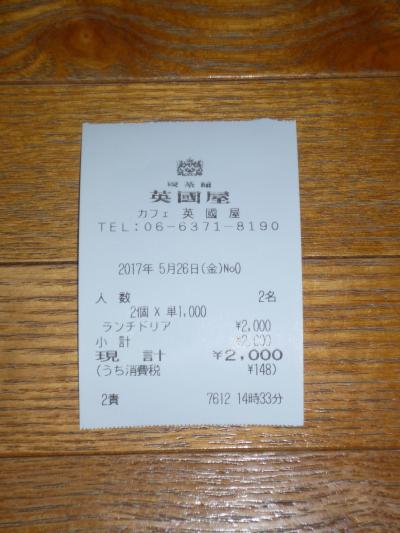 喫茶館
英國屋
カフェ 英國屋
TEL:06-6371-8190
2017年 5月26日(金)No0
人数 2名
2個 X 単1,000
ランチドリア ¥2,000
小計 ¥2,000
現計 ¥2,000
(うち消費税 ¥148)
2責 7612 14時33分